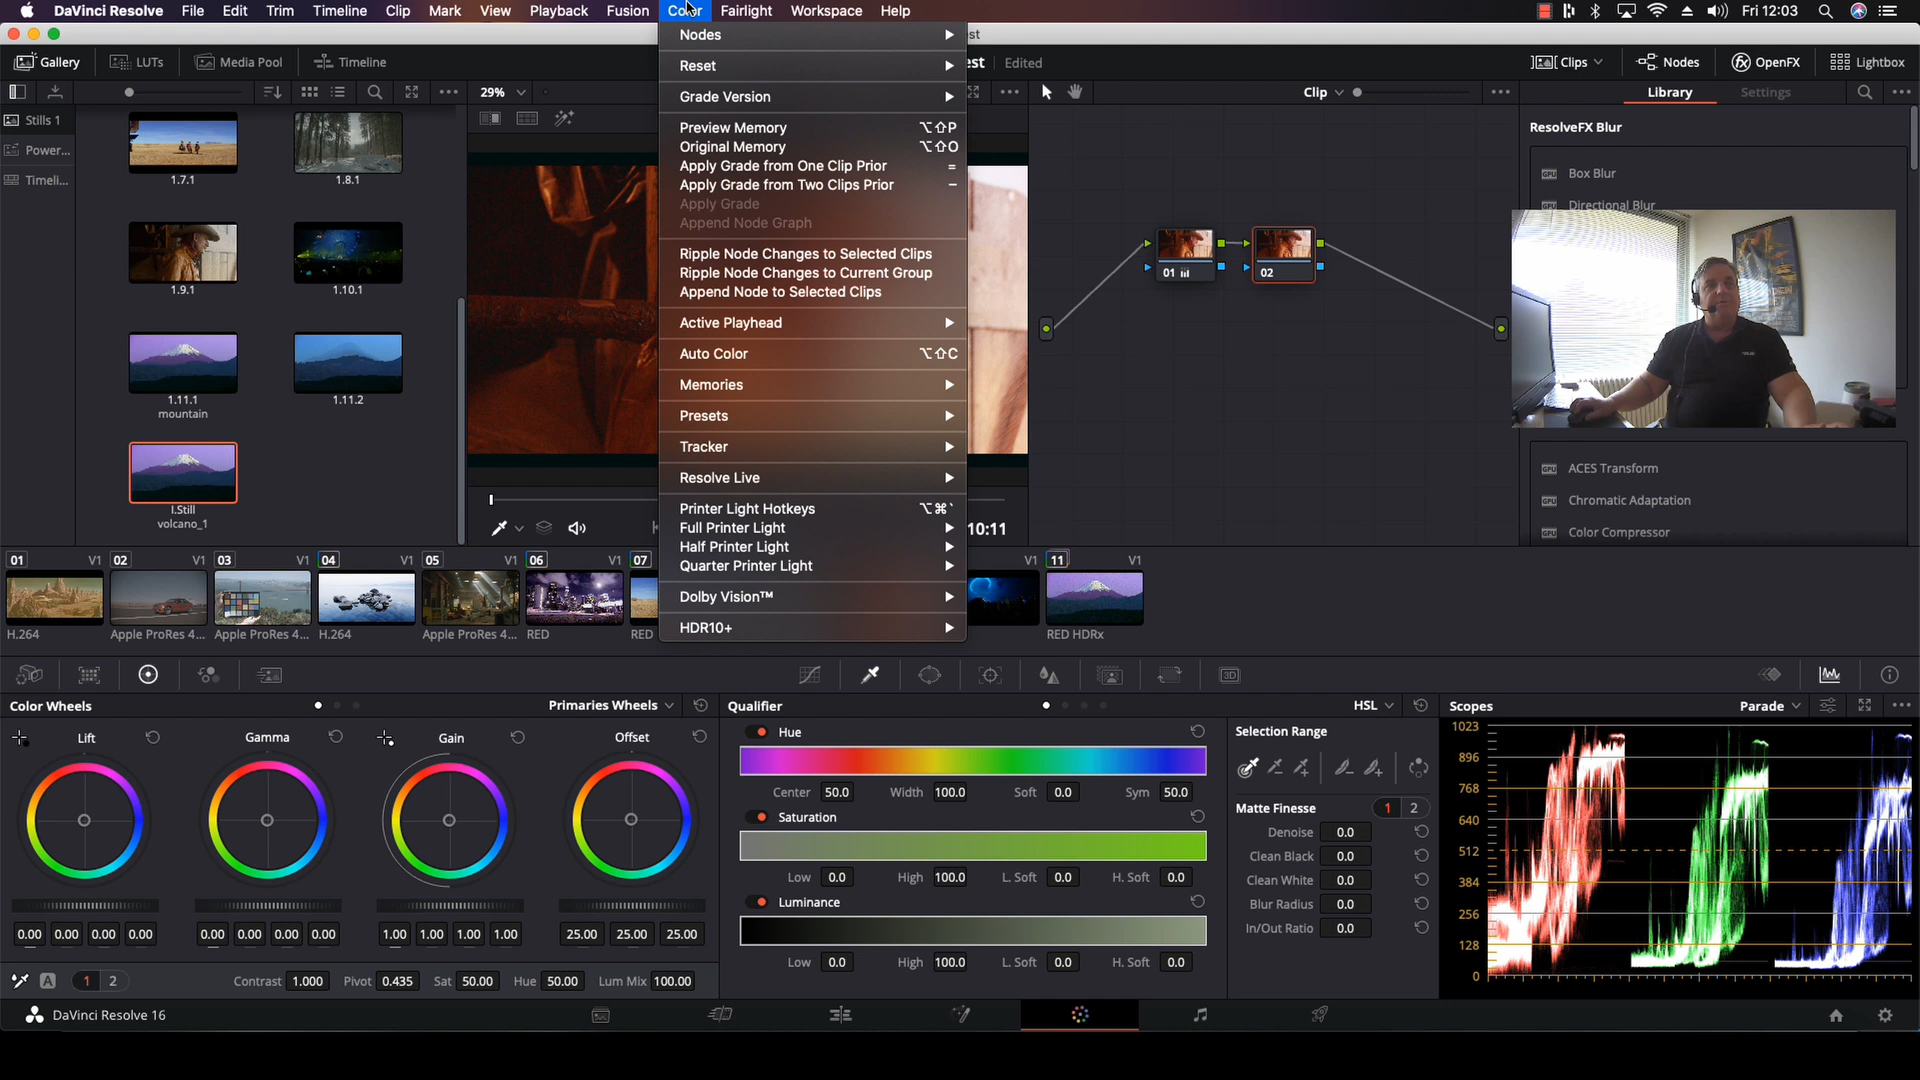 DaVinci Resolve File Edit Trim Timeline Clip Mark View Playback Fusion Color Fairlight Workspace Help Fri 12:03
est
Gallery LUTs Media Pool Timeline est Edited Clips Nodes OpenFX Lightbox
29% Clip Library Settings
Stills 1
Power...
Timeli...
1.7.1 1.8.1
1.9.1 1.10.1
1.11.1 1.11.2
mountain
I.Still
volcano_1
Nodes
Reset
Grade Version
Preview Memory ⌥⇧P
Original Memory ⌥⇧O
Apply Grade from One Clip Prior =
Apply Grade from Two Clips Prior –
Apply Grade
Append Node Graph
Ripple Node Changes to Selected Clips
Ripple Node Changes to Current Group
Append Node to Selected Clips
Active Playhead
Auto Color ⌥⇧C
Memories
Presets
Tracker
Resolve Live
Printer Light Hotkeys ⌥⌘`
Full Printer Light
Half Printer Light
Quarter Printer Light
Dolby Vision™
HDR10+
10:11
01 02
ResolveFX Blur
Box Blur
Directional Blur
ACES Transform
Chromatic Adaptation
Color Compressor
01 V1 02 V1 03 V1 04 V1 05 V1 06 V1 07 V1 11 V1
H.264 Apple ProRes 4... Apple ProRes 4... H.264 Apple ProRes 4... RED RED RED HDRx
Color Wheels Primaries Wheels
Lift Gamma Gain Offset
0.00 0.00 0.00 0.00 0.00 0.00 0.00 0.00 1.00 1.00 1.00 1.00 25.00 25.00 25.00
A 1 2 Contrast 1.000 Pivot 0.435 Sat 50.00 Hue 50.00 Lum Mix 100.00
Qualifier HSL
Hue
Center 50.0 Width 100.0 Soft 0.0 Sym 50.0
Saturation
Low 0.0 High 100.0 L. Soft 0.0 H. Soft 0.0
Luminance
Low 0.0 High 100.0 L. Soft 0.0 H. Soft 0.0
Selection Range
Matte Finesse 1 2
Denoise 0.0
Clean Black 0.0
Clean White 0.0
Blur Radius 0.0
In/Out Ratio 0.0
Scopes Parade
1023
896
768
640
512
384
256
128
0
3D
DaVinci Resolve 16